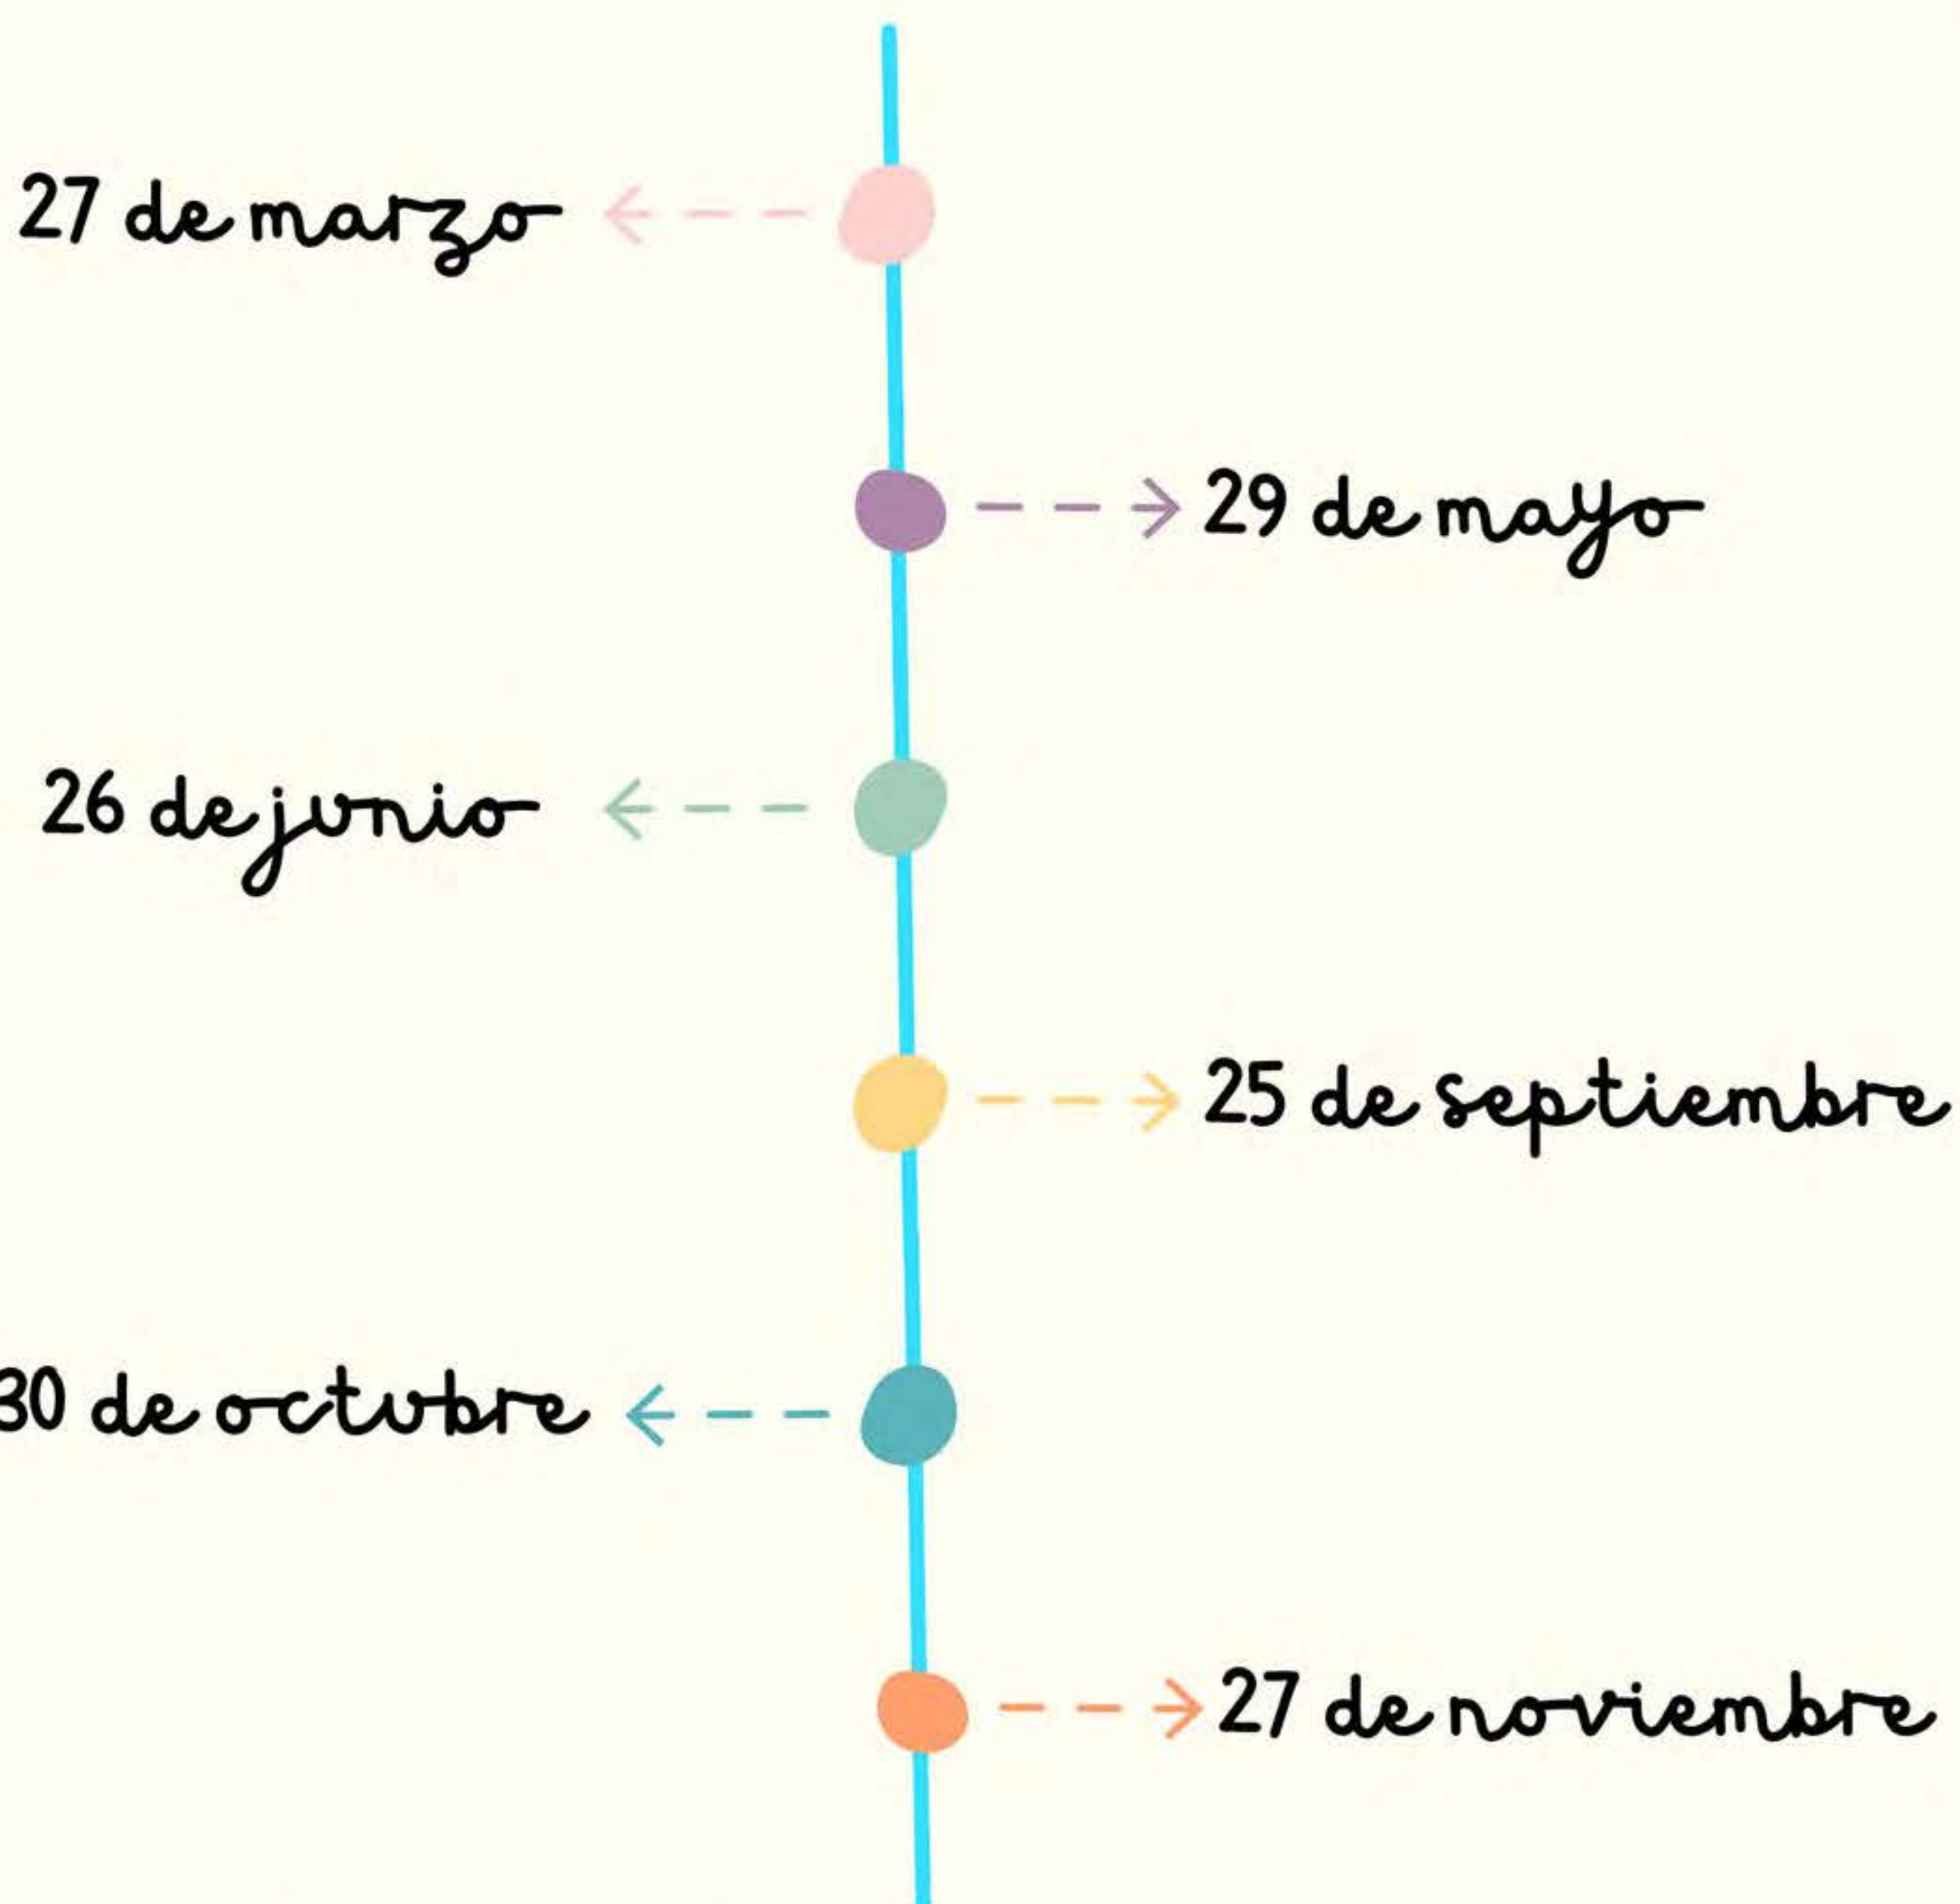 27 de marzo
29 de mayo
26 de junio
25 de septiembre
30 de octubre
27 de noviembre